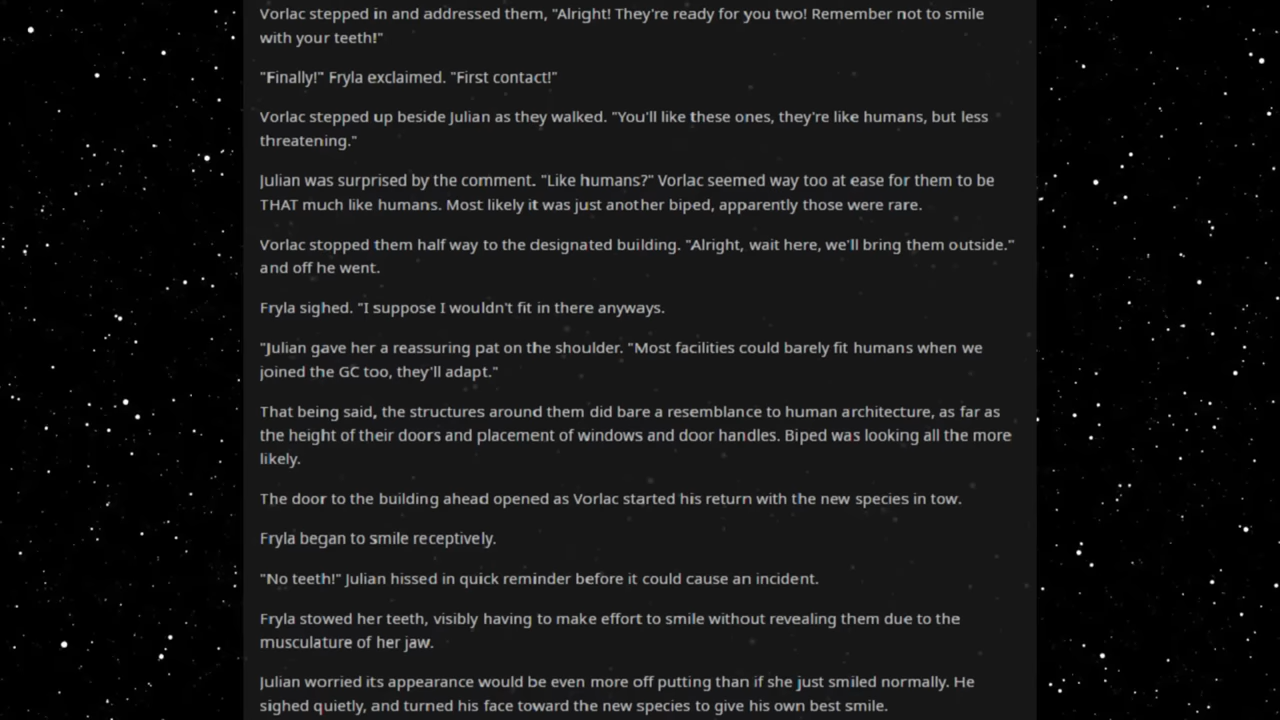 Vorlac stepped in and addressed them, "Alright! They're ready for you two! Remember not to smile
with your teeth!"
"Finally!" Fryla exclaimed. "First contact!"
Vorlac stepped up beside Julian as they walked. "You'll like these ones, they're like humans, but less
threatening."
Julian was surprised by the comment. "Like humans?" Vorlac seemed way too at ease for them to be
THAT much like humans. Most likely it was just another biped, apparently those were rare.
Vorlac stopped them half way to the designated building. "Alright, wait here, we'll bring them outside."
and off he went.
Fryla sighed. "I suppose I wouldn't fit in there anyways.
"Julian gave her a reassuring pat on the shoulder. "Most facilities could barely fit humans when we
joined the GC too, they'll adapt."
That being said, the structures around them did bare a resemblance to human architecture, as far as
the height of their doors and placement of windows and door handles. Biped was looking all the more
likely.
The door to the building ahead opened as Vorlac started his return with the new species in tow.
Fryla began to smile receptively.
"No teeth!" Julian hissed in quick reminder before it could cause an incident.
Fryla stowed her teeth, visibly having to make effort to smile without revealing them due to the
musculature of her jaw.
Julian worried its appearance would be even more off putting than if she just smiled normally. He
sighed quietly, and turned his face toward the new species to give his own best smile.